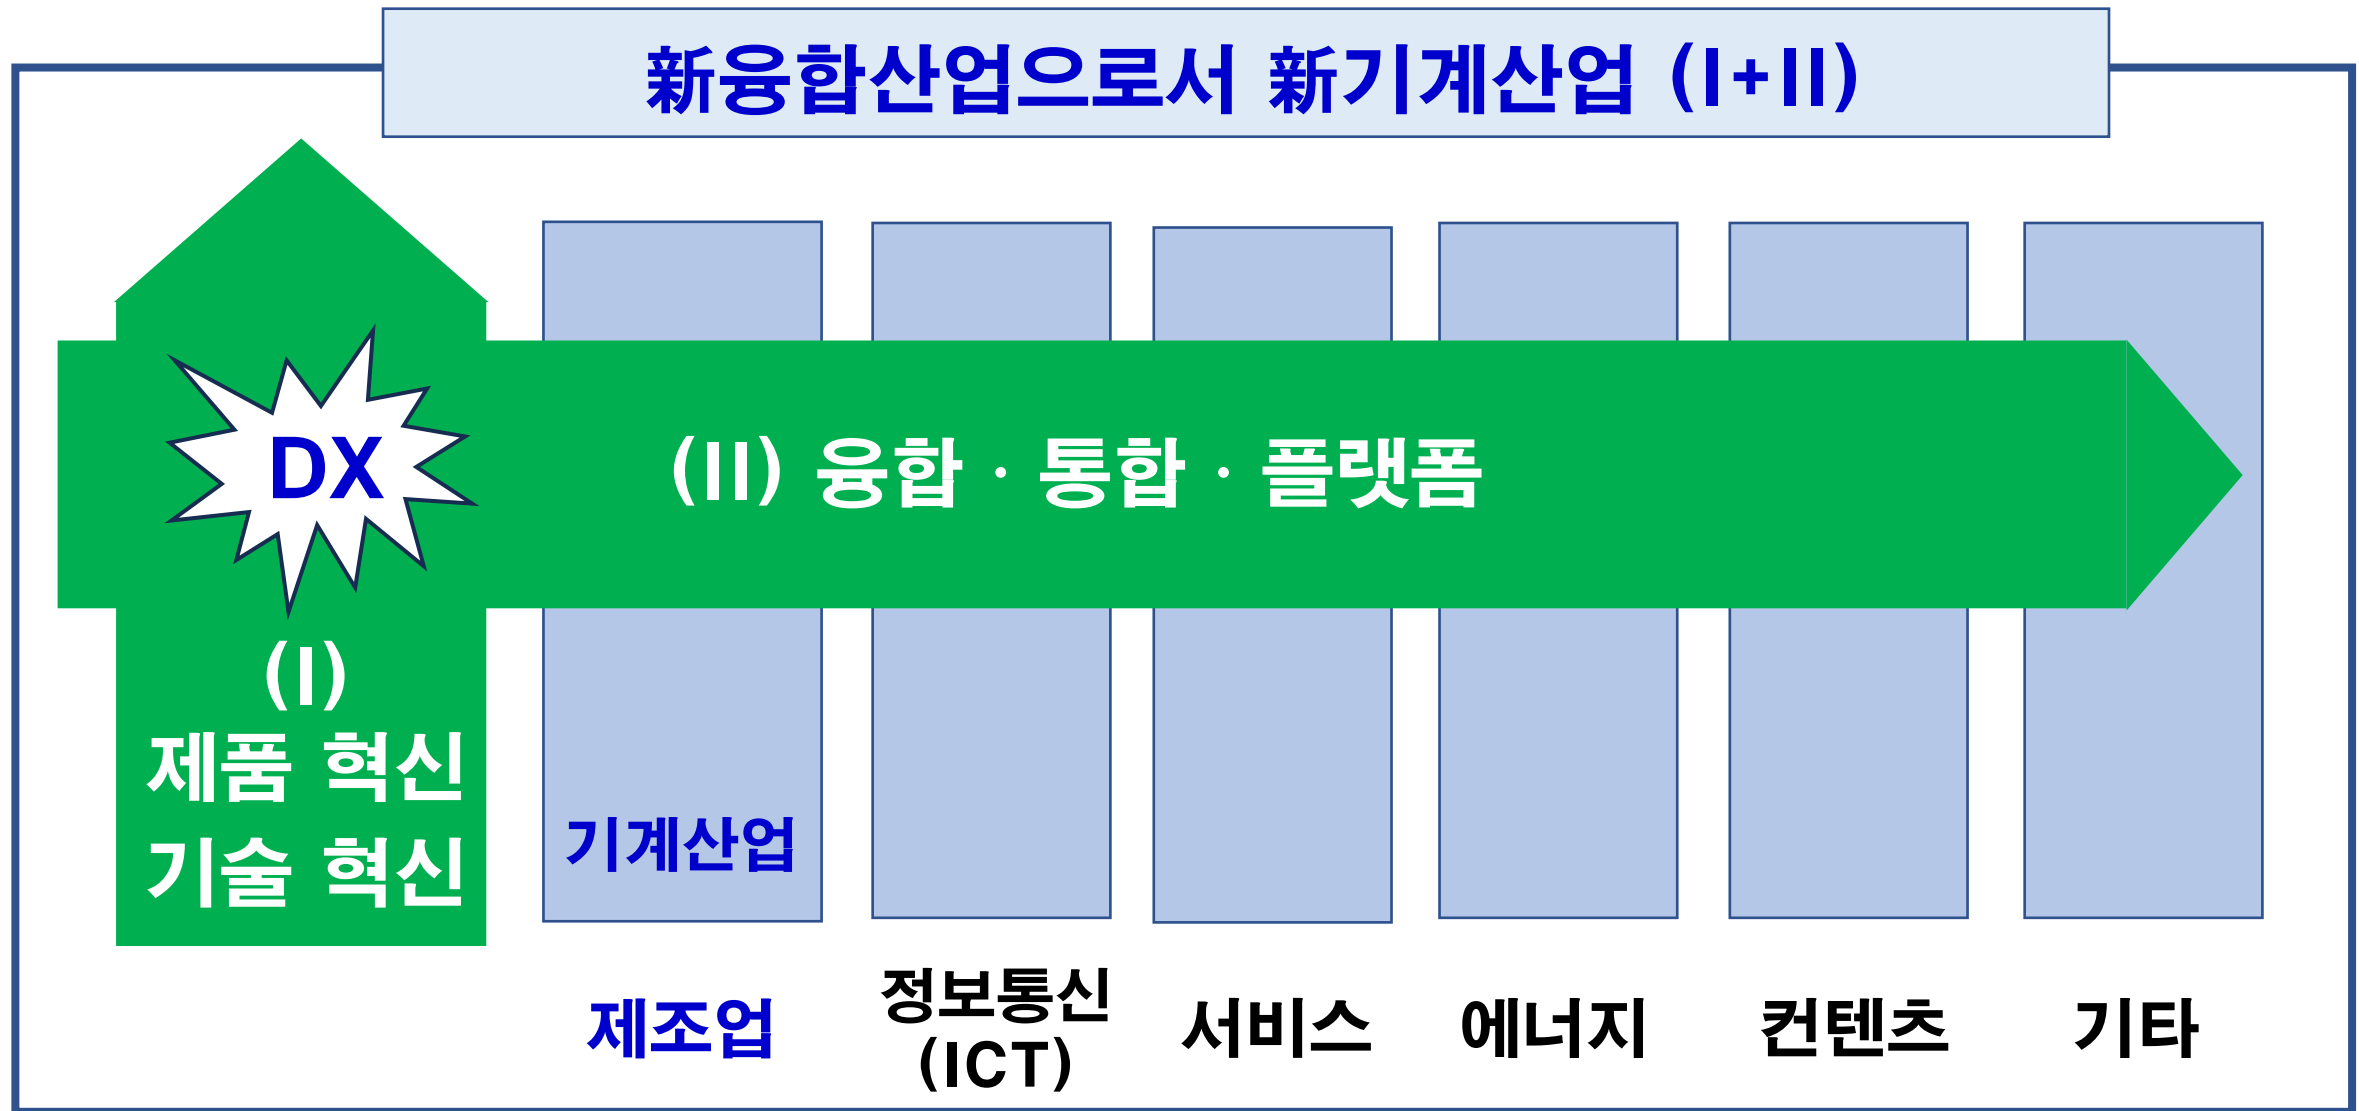 新융합산업으로서 新기계산업 (I+II)
DX
(II) 융합 · 통합 · 플랫폼
(I)
제품 혁신
기술 혁신
기계산업
제조업
정보통신
(ICT)
서비스
에너지
컨텐츠
기타